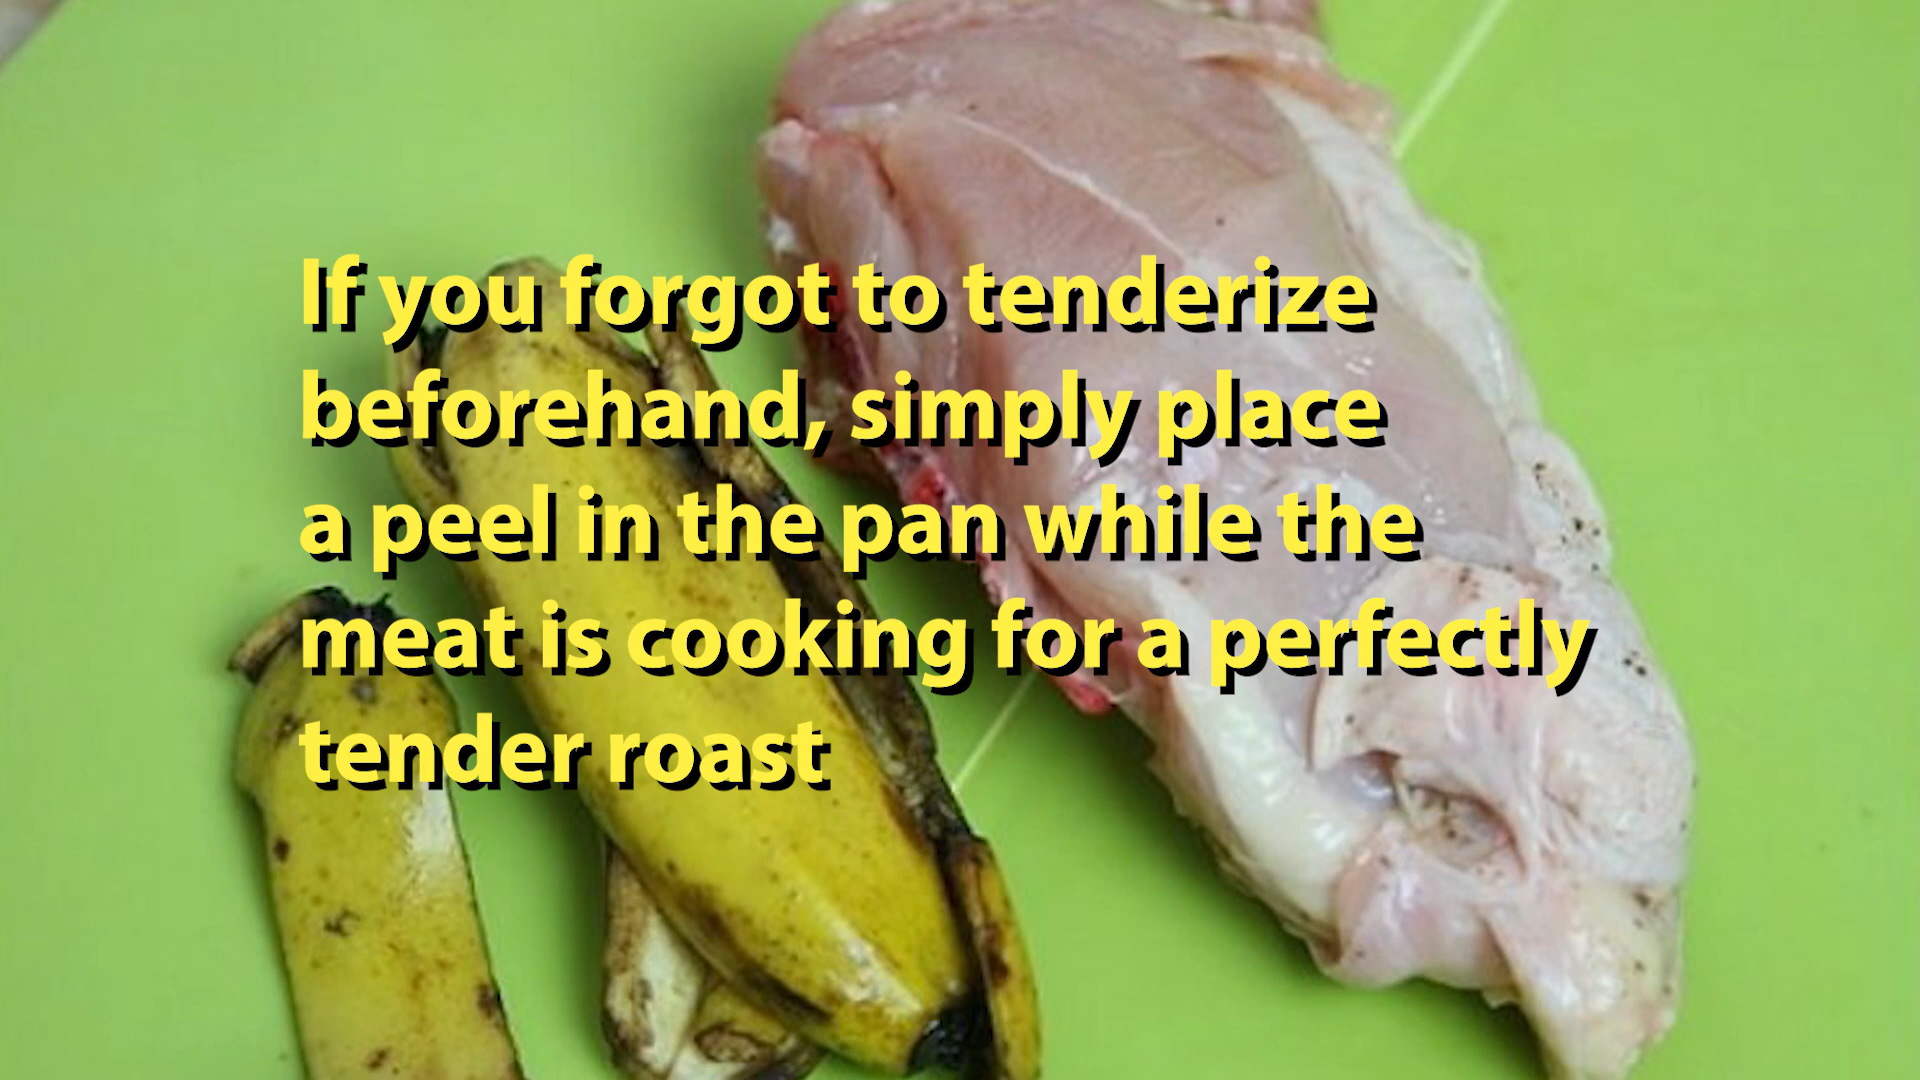 If you forgot to tenderize
beforehand, simply place
a peel in the pan while the
meat is cooking for a perfectly
tender roast